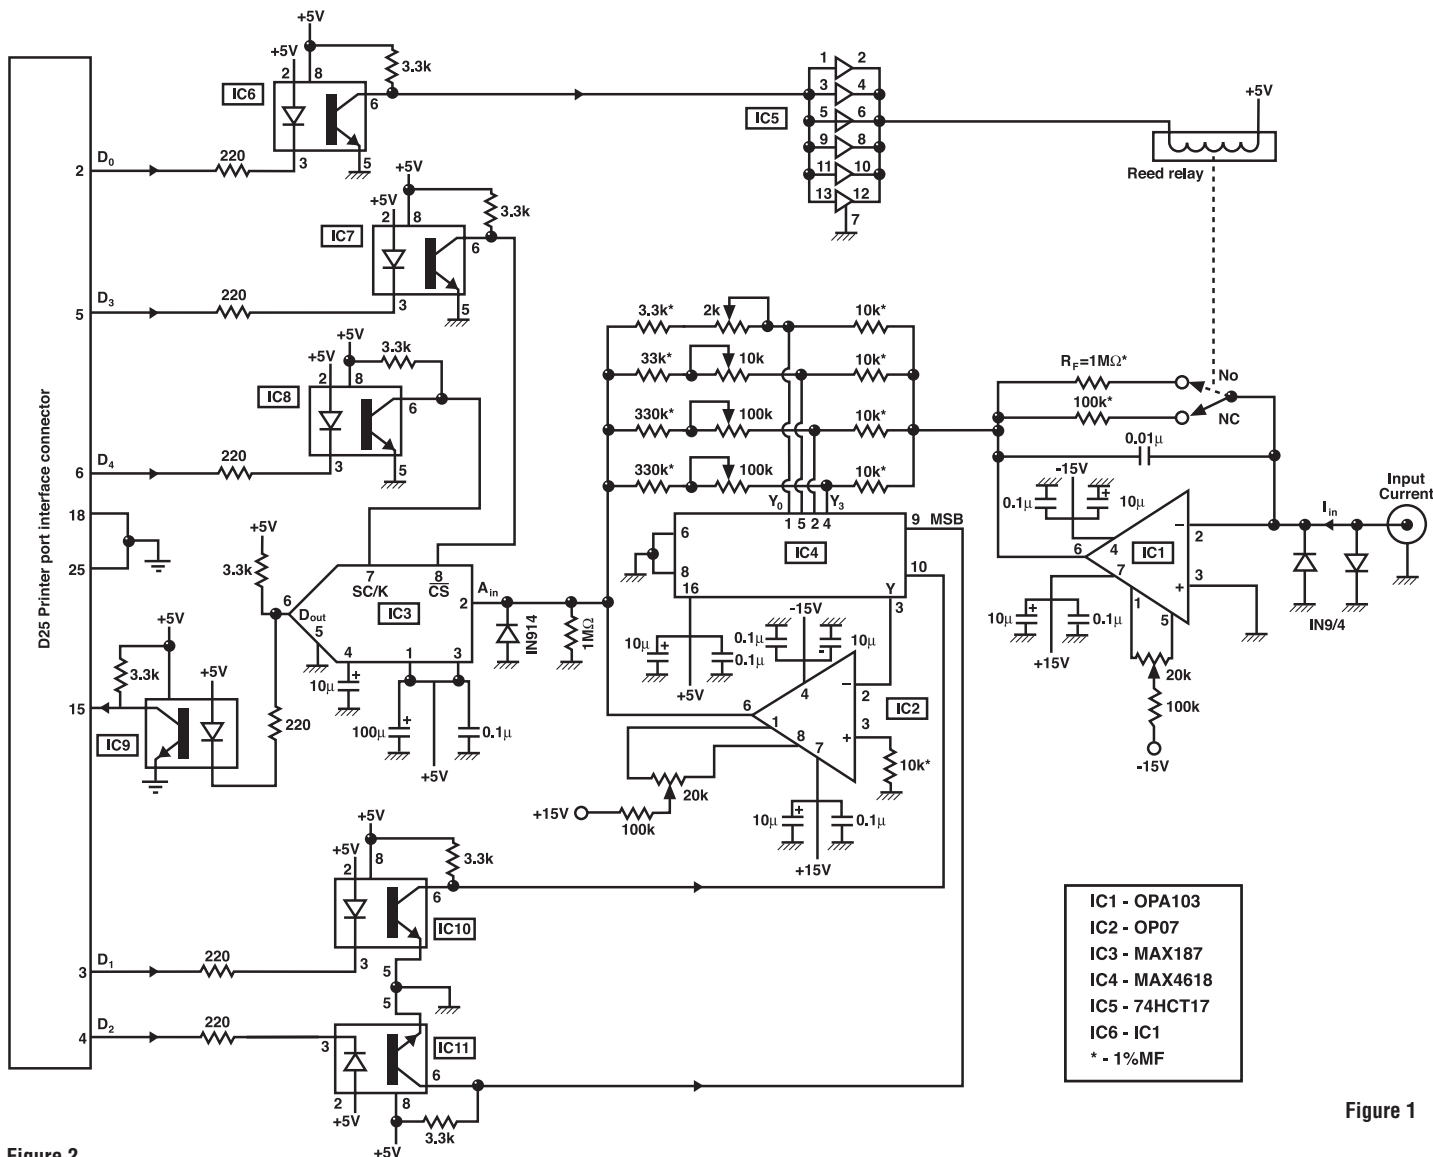 D25 Printer port interface connector
+5V
+5V
2
8
3.3k
IC6
6
2
D0
220
3
5
+5V
+5V
2
8
3.3k
IC7
6
5
D3
220
3
5
+5V
+5V
2
8
3.3k
IC8
6
6
D4
220
3
5
18
25
1
2
3
4
IC5
5
6
9
8
11
10
13
12
7
+5V
Reed relay
3.3k*
2k
10k*
33k*
10k
10k*
330k*
100k
10k*
330k*
100k
10k*
Y0
Y3
1 5 2 4
9 MSB
6
IC4
10
8
16
Y
3
10µ
0.1µ
+5V
RF=1MΩ*
No
100k*
NC
0.01µ
-15V
0.1µ
10µ
Input
Current
Iin
4
6
IC1
2
7
3
1
5
10µ
0.1µ
+15V
IN9/4
20k
100k
-15V
+5V
3.3k
7
SC/K
8
CS
IC3
Ain
6
Dout
2
5
4
1
3
10µ
100µ
0.1µ
+5V
IN914
1MΩ
+5V
3.3k
15
IC9
220
-15V
0.1µ
10µ
4
6
2
IC2
1
3
8
7
10k*
20k
+15V
100k
10µ
0.1µ
+15V
+5V
+5V
2
8
3.3k
6
IC10
3
D1
220
3
5
5
4
D2
220
3
IC11
6
2
8
+5V
3.3k
+5V
IC1 - OPA103
IC2 - OP07
IC3 - MAX187
IC4 - MAX4618
IC5 - 74HCT17
IC6 - IC1
* - 1%MF
Figure 1